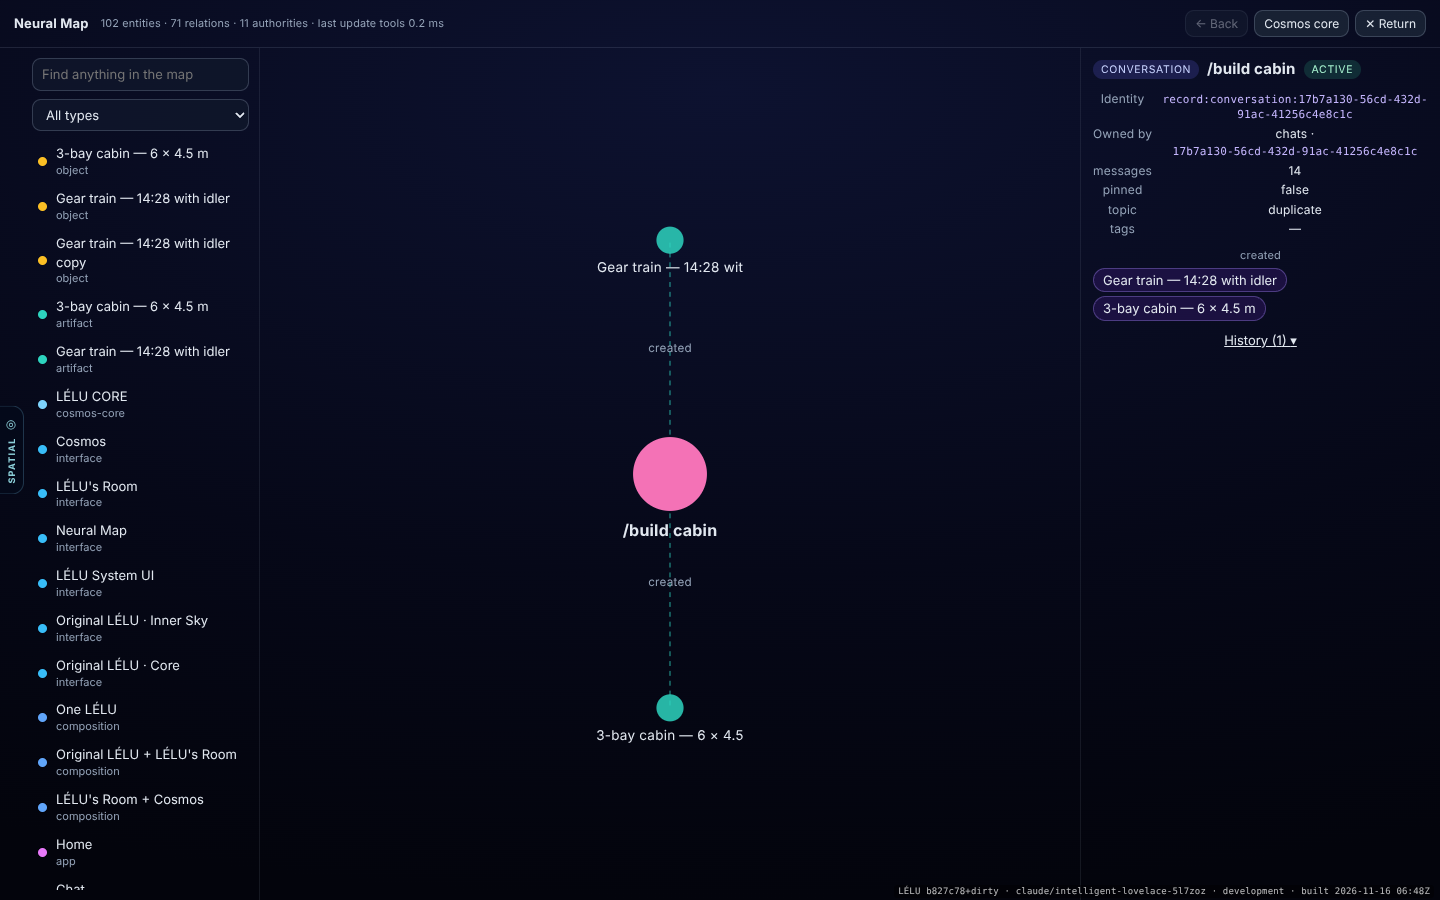 Neural Map 102 entities · 71 relations · 11 authorities · last update tools 0.2 ms
← Back Cosmos core ✕ Return
Find anything in the map
All types
3-bay cabin — 6 × 4.5 m
object
Gear train — 14:28 with idler
object
Gear train — 14:28 with idler
copy
object
3-bay cabin — 6 × 4.5 m
artifact
Gear train — 14:28 with idler
artifact
LÉLU CORE
cosmos-core
Cosmos
interface
LÉLU's Room
interface
Neural Map
interface
LÉLU System UI
interface
Original LÉLU · Inner Sky
interface
Original LÉLU · Core
interface
One LÉLU
composition
Original LÉLU + LÉLU's Room
composition
LÉLU's Room + Cosmos
composition
Home
app
Chat
SPATIAL ◎
Gear train — 14:28 wit
created
/build cabin
created
3-bay cabin — 6 × 4.5
CONVERSATION /build cabin ACTIVE
Identity record:conversation:17b7a130-56cd-432d-
91ac-41256c4e8c1c
Owned by chats ·
17b7a130-56cd-432d-91ac-41256c4e8c1c
messages 14
pinned false
topic duplicate
tags —
created
Gear train — 14:28 with idler
3-bay cabin — 6 × 4.5 m
History (1) ▾
LÉLU b827c78+dirty · claude/intelligent-lovelace-5l7zoz · development · built 2026-11-16 06:48Z